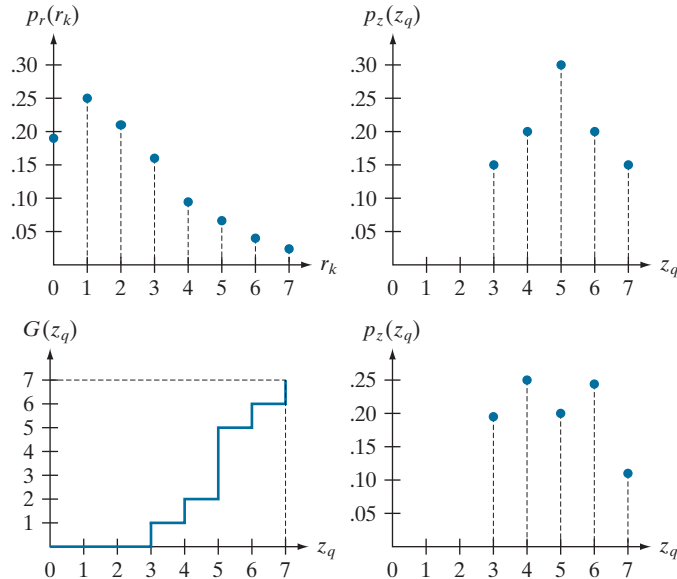 p_r(r_k)
.30
.25
.20
.15
.10
.05
0 1 2 3 4 5 6 7
r_k
p_z(z_q)
.30
.25
.20
.15
.10
.05
0 1 2 3 4 5 6 7
z_q
G(z_q)
7
6
5
4
3
2
1
0 1 2 3 4 5 6 7
z_q
p_z(z_q)
.25
.20
.15
.10
.05
0 1 2 3 4 5 6 7
z_q